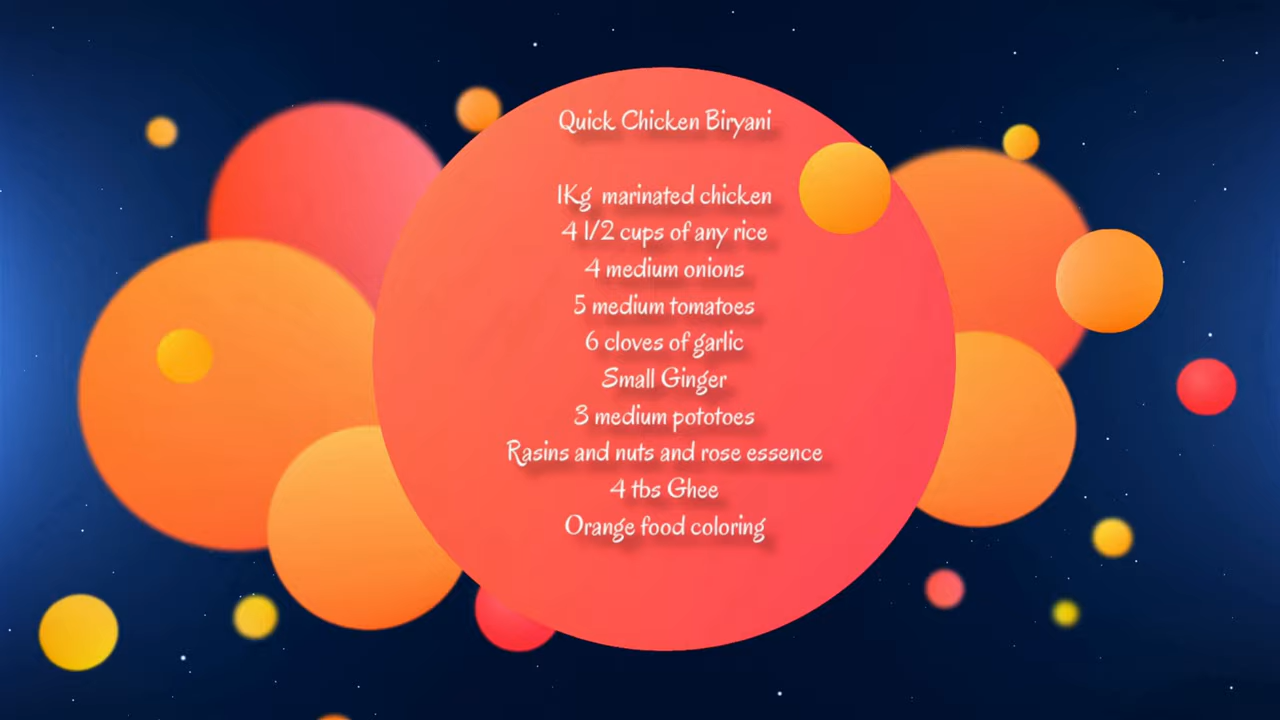 Quick Chicken Biryani
1Kg marinated chicken
4 1/2 cups of any rice
4 medium onions
5 medium tomatoes
6 cloves of garlic
Small Ginger
3 medium pototoes
Rasins and nuts and rose essence
4 tbs Ghee
Orange food coloring